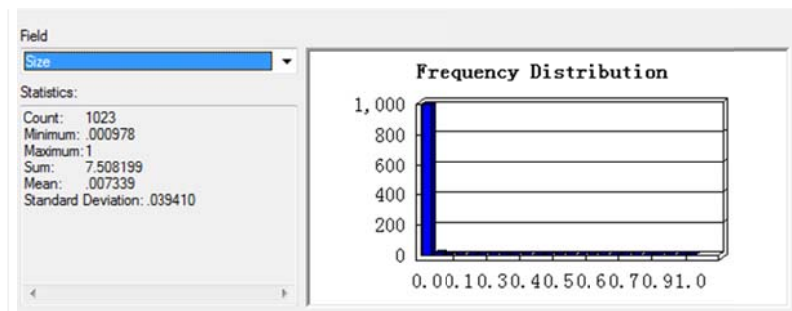 Field
Size
Statistics:
Count: 1023
Minimum: .000978
Maximum: 1
Sum: 7.508199
Mean: .007339
Standard Deviation: .039410
Frequency Distribution
1,000
800
600
400
200
0
0.00.10.30.40.50.60.70.91.0